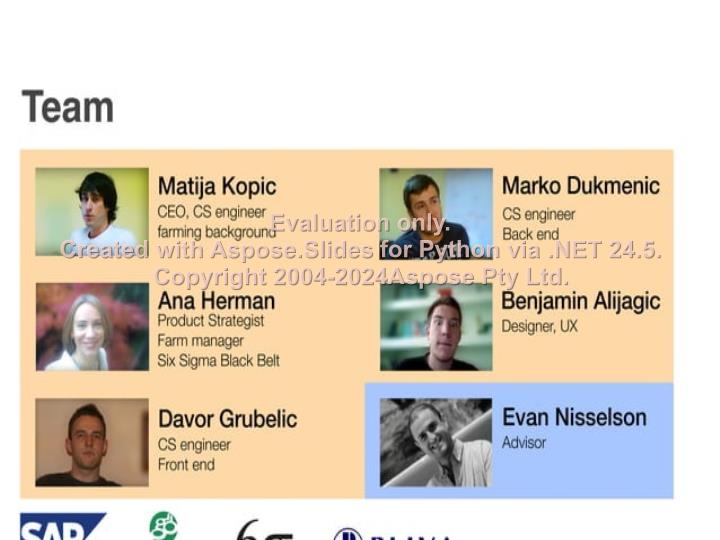 Team
Matija Kopic
CEO, CS engineer
farming background
Marko Dukmenic
CS engineer
Back end
Evaluation only.
Created with Aspose.Slides for Python via .NET 24.5.
Copyright 2004-2024Aspose Pty Ltd.
Ana Herman
Product Strategist
Farm manager
Six Sigma Black Belt
Benjamin Alijagic
Designer, UX
Davor Grubelic
CS engineer
Front end
Evan Nisselson
Advisor
SAP